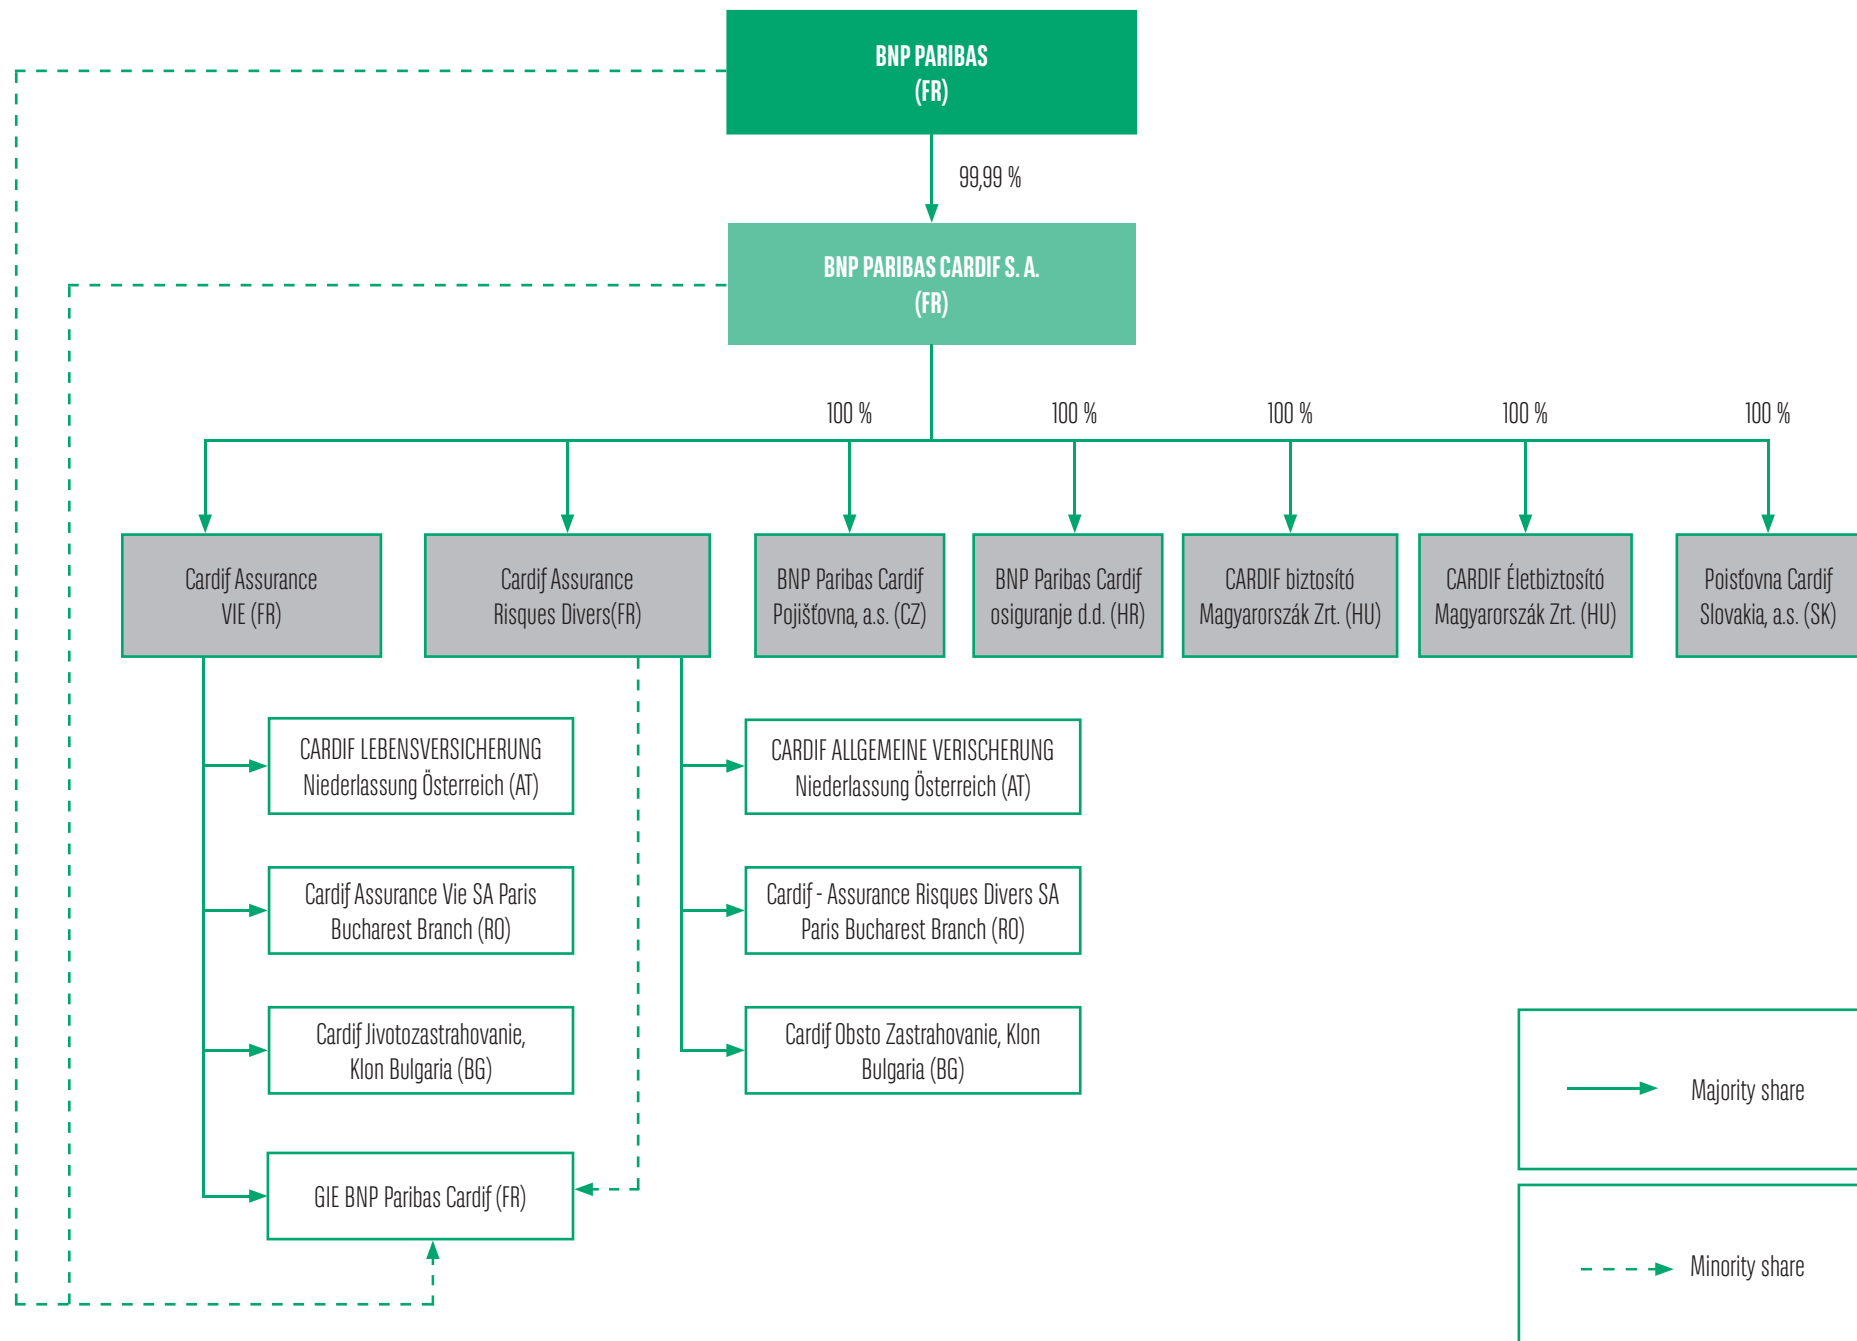 BNP PARIBAS
(FR)
99,99 %
BNP PARIBAS CARDIF S. A.
(FR)
100 %
100 %
100 %
100 %
100 %
Cardif Assurance
VIE (FR)
Cardif Assurance
Risques Divers(FR)
BNP Paribas Cardif
Pojišťovna, a.s. (CZ)
BNP Paribas Cardif
osiguranje d.d. (HR)
CARDIF biztosító
Magyarorszák Zrt. (HU)
CARDIF Életbiztosító
Magyarorszák Zrt. (HU)
Poisťovna Cardif
Slovakia, a.s. (SK)
CARDIF LEBENSVERSICHERUNG
Niederlassung Österreich (AT)
CARDIF ALLGEMEINE VERISCHERUNG
Niederlassung Österreich (AT)
Cardif Assurance Vie SA Paris
Bucharest Branch (RO)
Cardif - Assurance Risques Divers SA
Paris Bucharest Branch (RO)
Cardif Jivotozastrahovanie,
Klon Bulgaria (BG)
Cardif Obsto Zastrahovanie, Klon
Bulgaria (BG)
GIE BNP Paribas Cardif (FR)
Majority share
Minority share